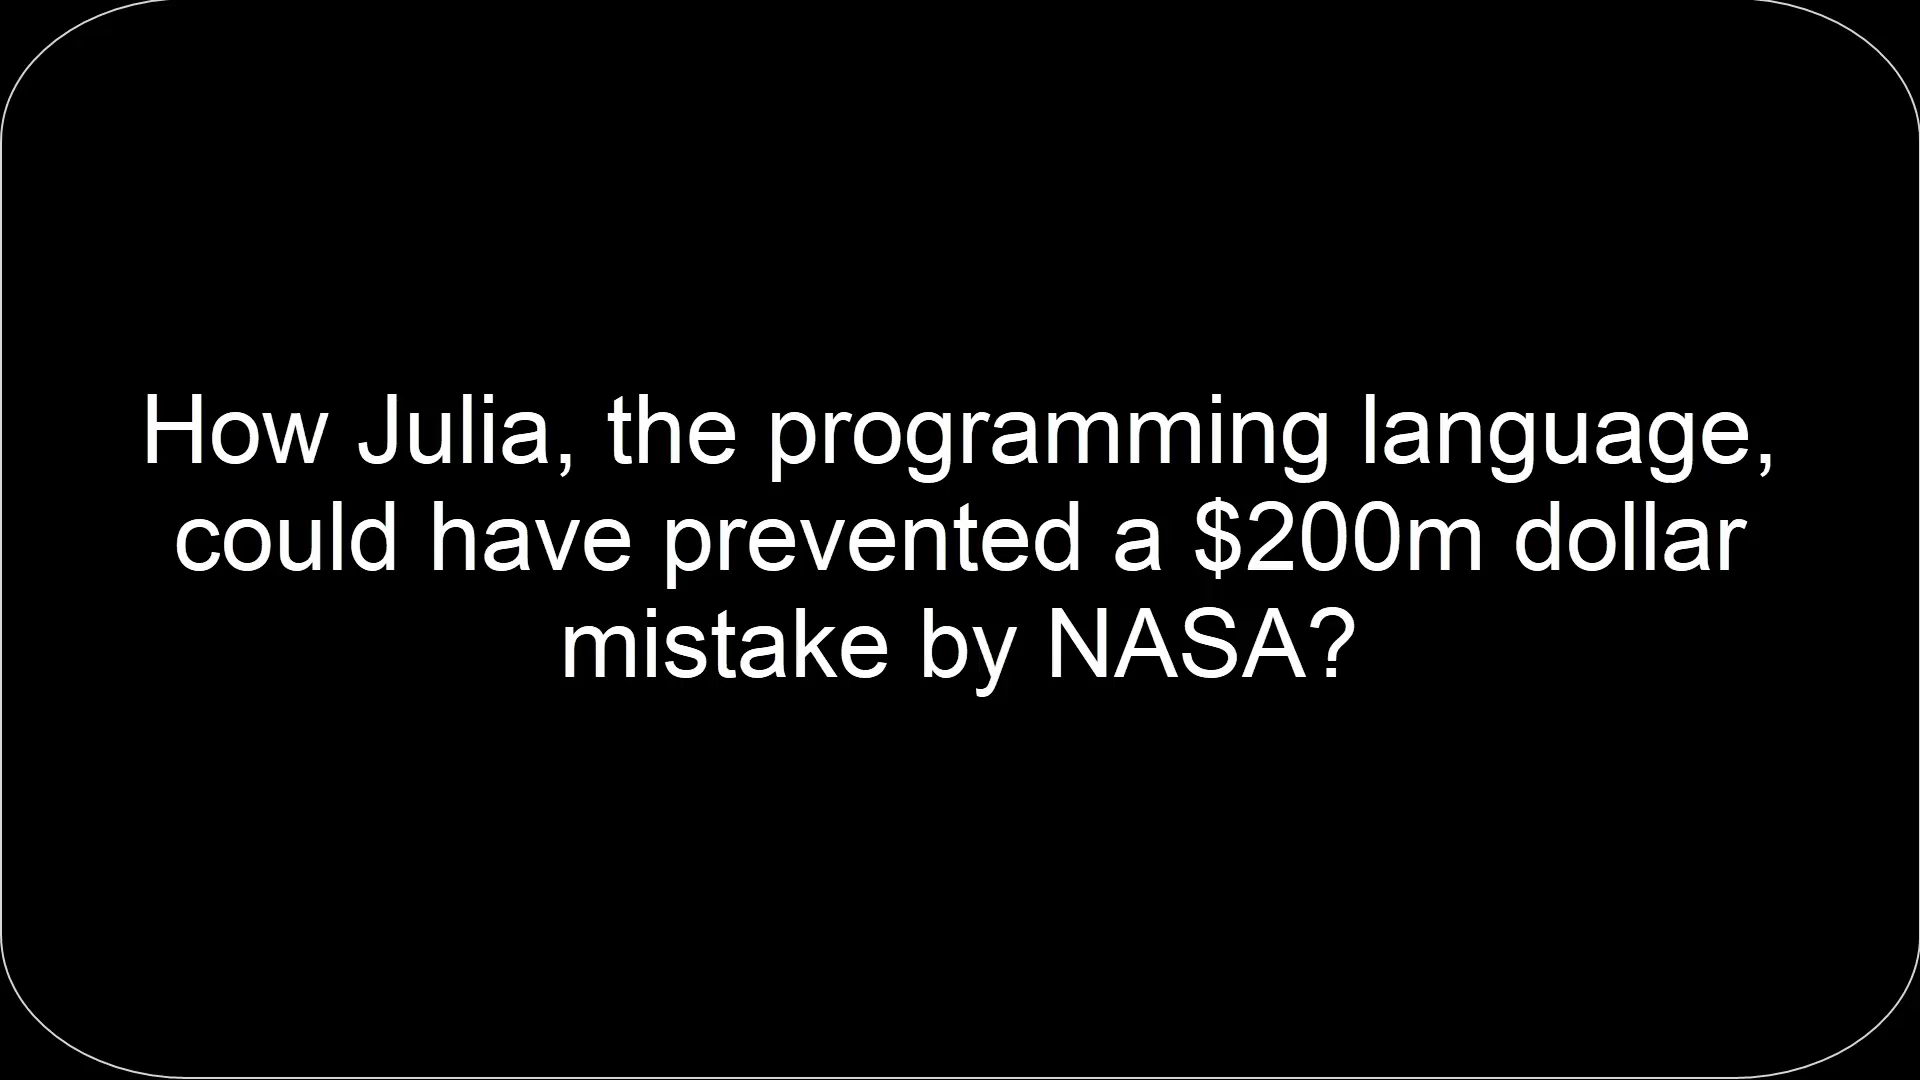 How Julia, the programming language,
could have prevented a $200m dollar
mistake by NASA?